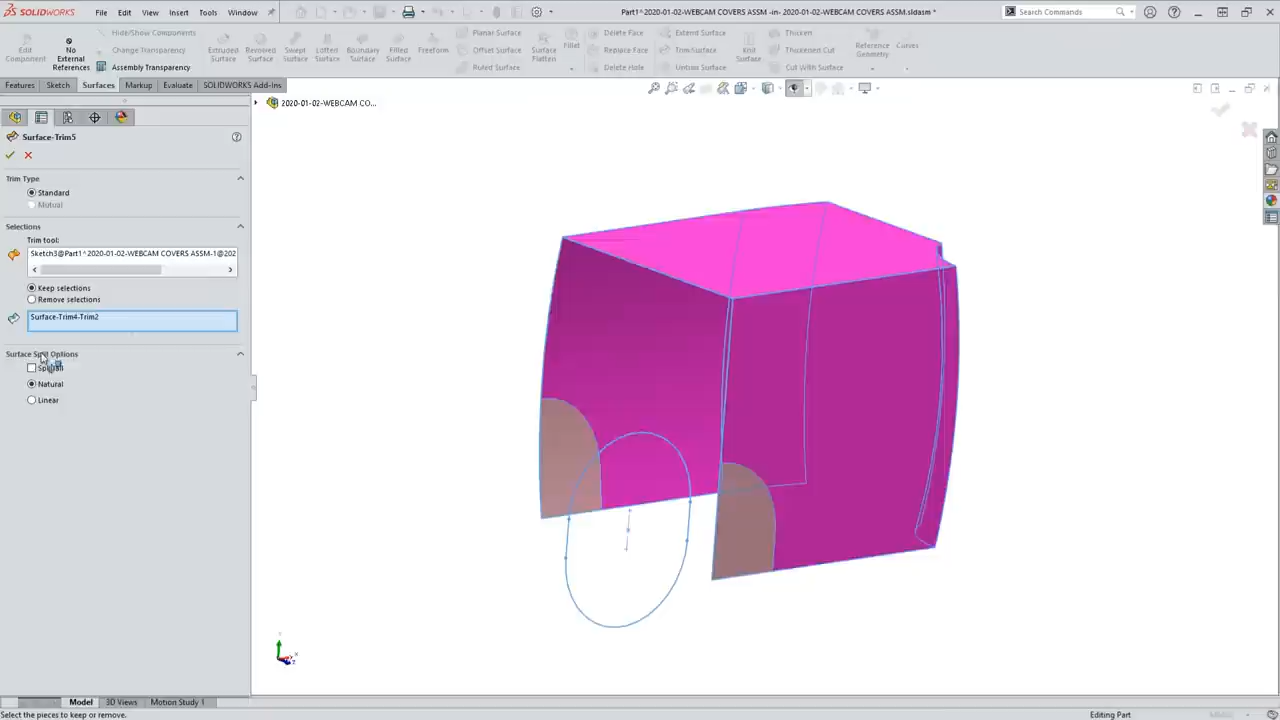 SOLIDWORKS File Edit View Insert Tools Window Part1^2020-01-02-WEBCAM COVERS ASSM -in- 2020-01-02-WEBCAM COVERS ASSM.sldasm * Search Commands
Edit Component
No External References
Show/Hide Components
Change Transparency
Assembly Transparency
Extruded Surface
Revolved Surface
Swept Surface
Lofted Surface
Boundary Surface
Filled Surface
Freeform
Planar Surface
Offset Surface
Ruled Surface
Surface Flatten
Fillet
Delete Face
Replace Face
Delete Hole
Extend Surface
Trim Surface
Untrim Surface
Knit Surface
Thicken
Thickened Cut
Cut With Surface
Reference Geometry
Curves
Features Sketch Surfaces Markup Evaluate SOLIDWORKS Add-Ins
2020-01-02-WEBCAM CO...
Surface-Trim5
Trim Type
Standard
Mutual
Selections
Trim tool:
Sketch3@Part1^2020-01-02-WEBCAM COVERS ASSM-1@202
Keep selections
Remove selections
Surface-Trim4-Trim2
Surface Split Options
Natural
Linear
Model 3D Views Motion Study 1
Select the pieces to keep or remove. Editing Part